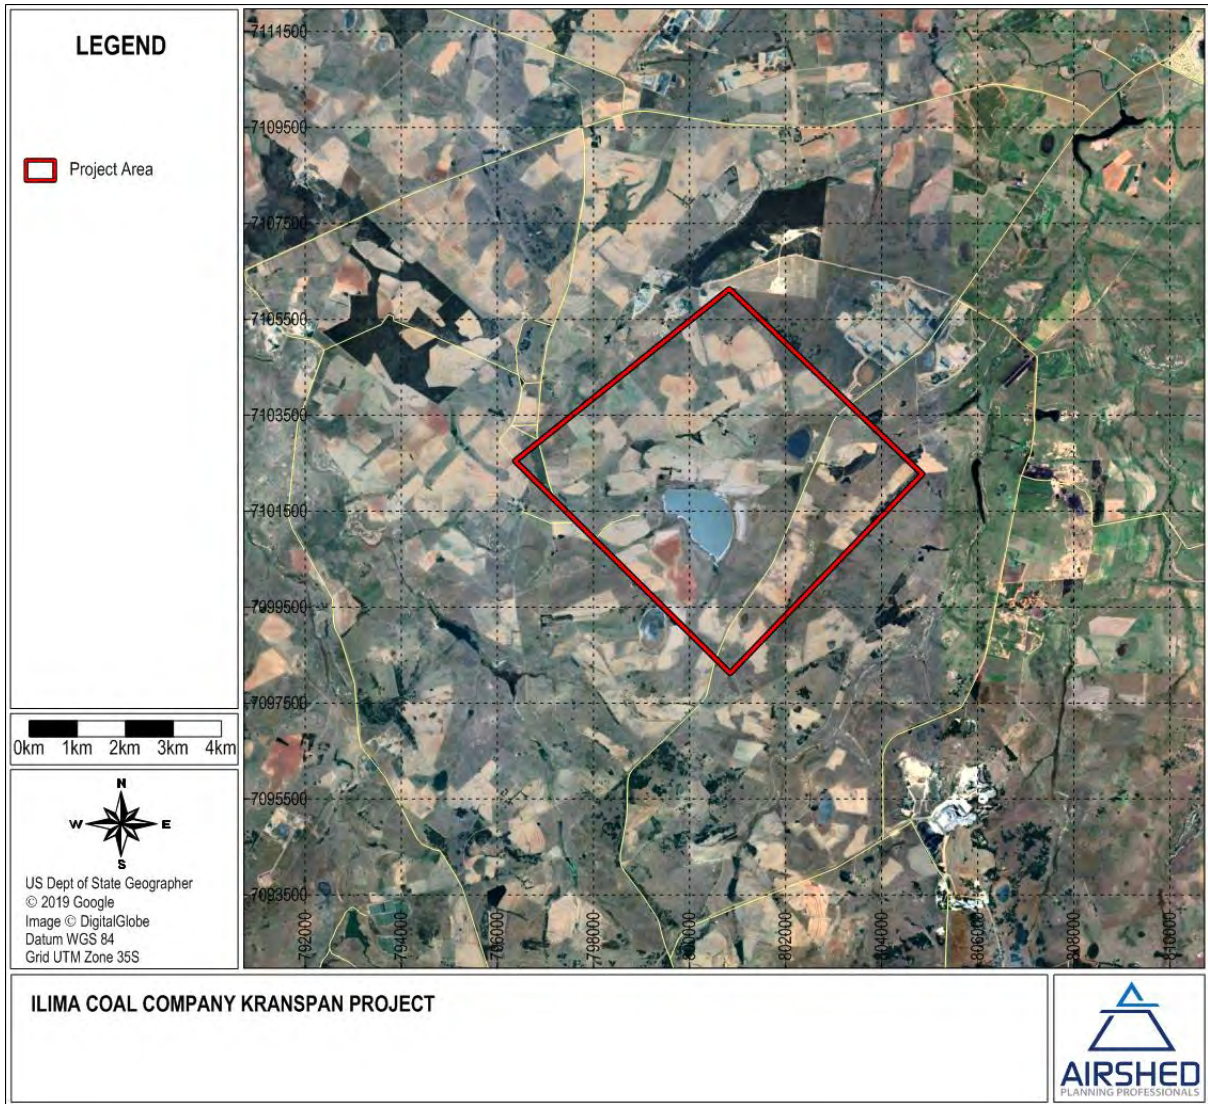 LEGEND
Project Area
0km 1km 2km 3km 4km
N
W E
S
US Dept of State Geographer
© 2019 Google
Image © DigitalGlobe
Datum WGS 84
Grid UTM Zone 35S
7111500
7109500
7107500
7105500
7103500
7101500
7099500
7097500
7095500
7093500
792000 794000 796000 798000 800000 802000 804000 806000 808000 810000
ILIMA COAL COMPANY KRANSPAN PROJECT
AIRSHED
PLANNING PROFESSIONALS